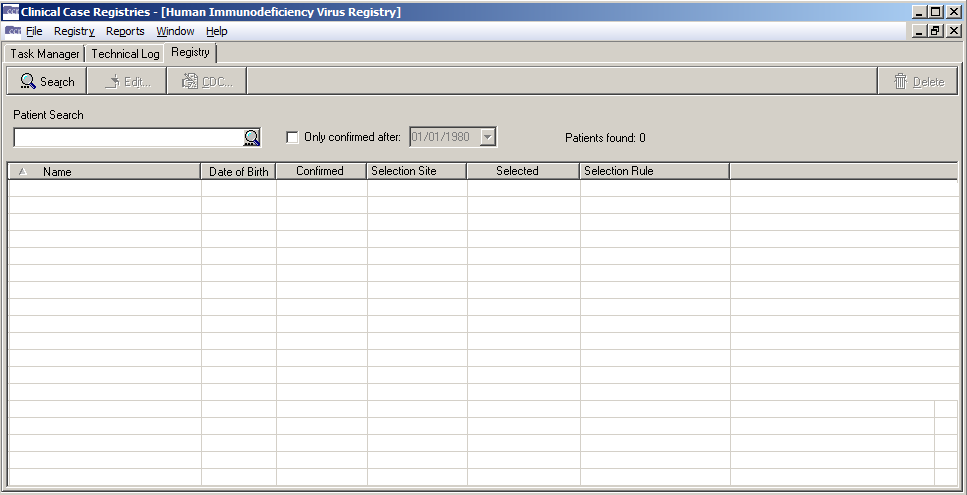 Clinical Case Registries - [Human Immunodeficiency Virus Registry]
File Registry Reports Window Help
Task Manager Technical Log Registry
Search Edit... CDC... Delete
Patient Search
Only confirmed after: 01/01/1980 Patients found: 0
Name Date of Birth Confirmed Selection Site Selected Selection Rule